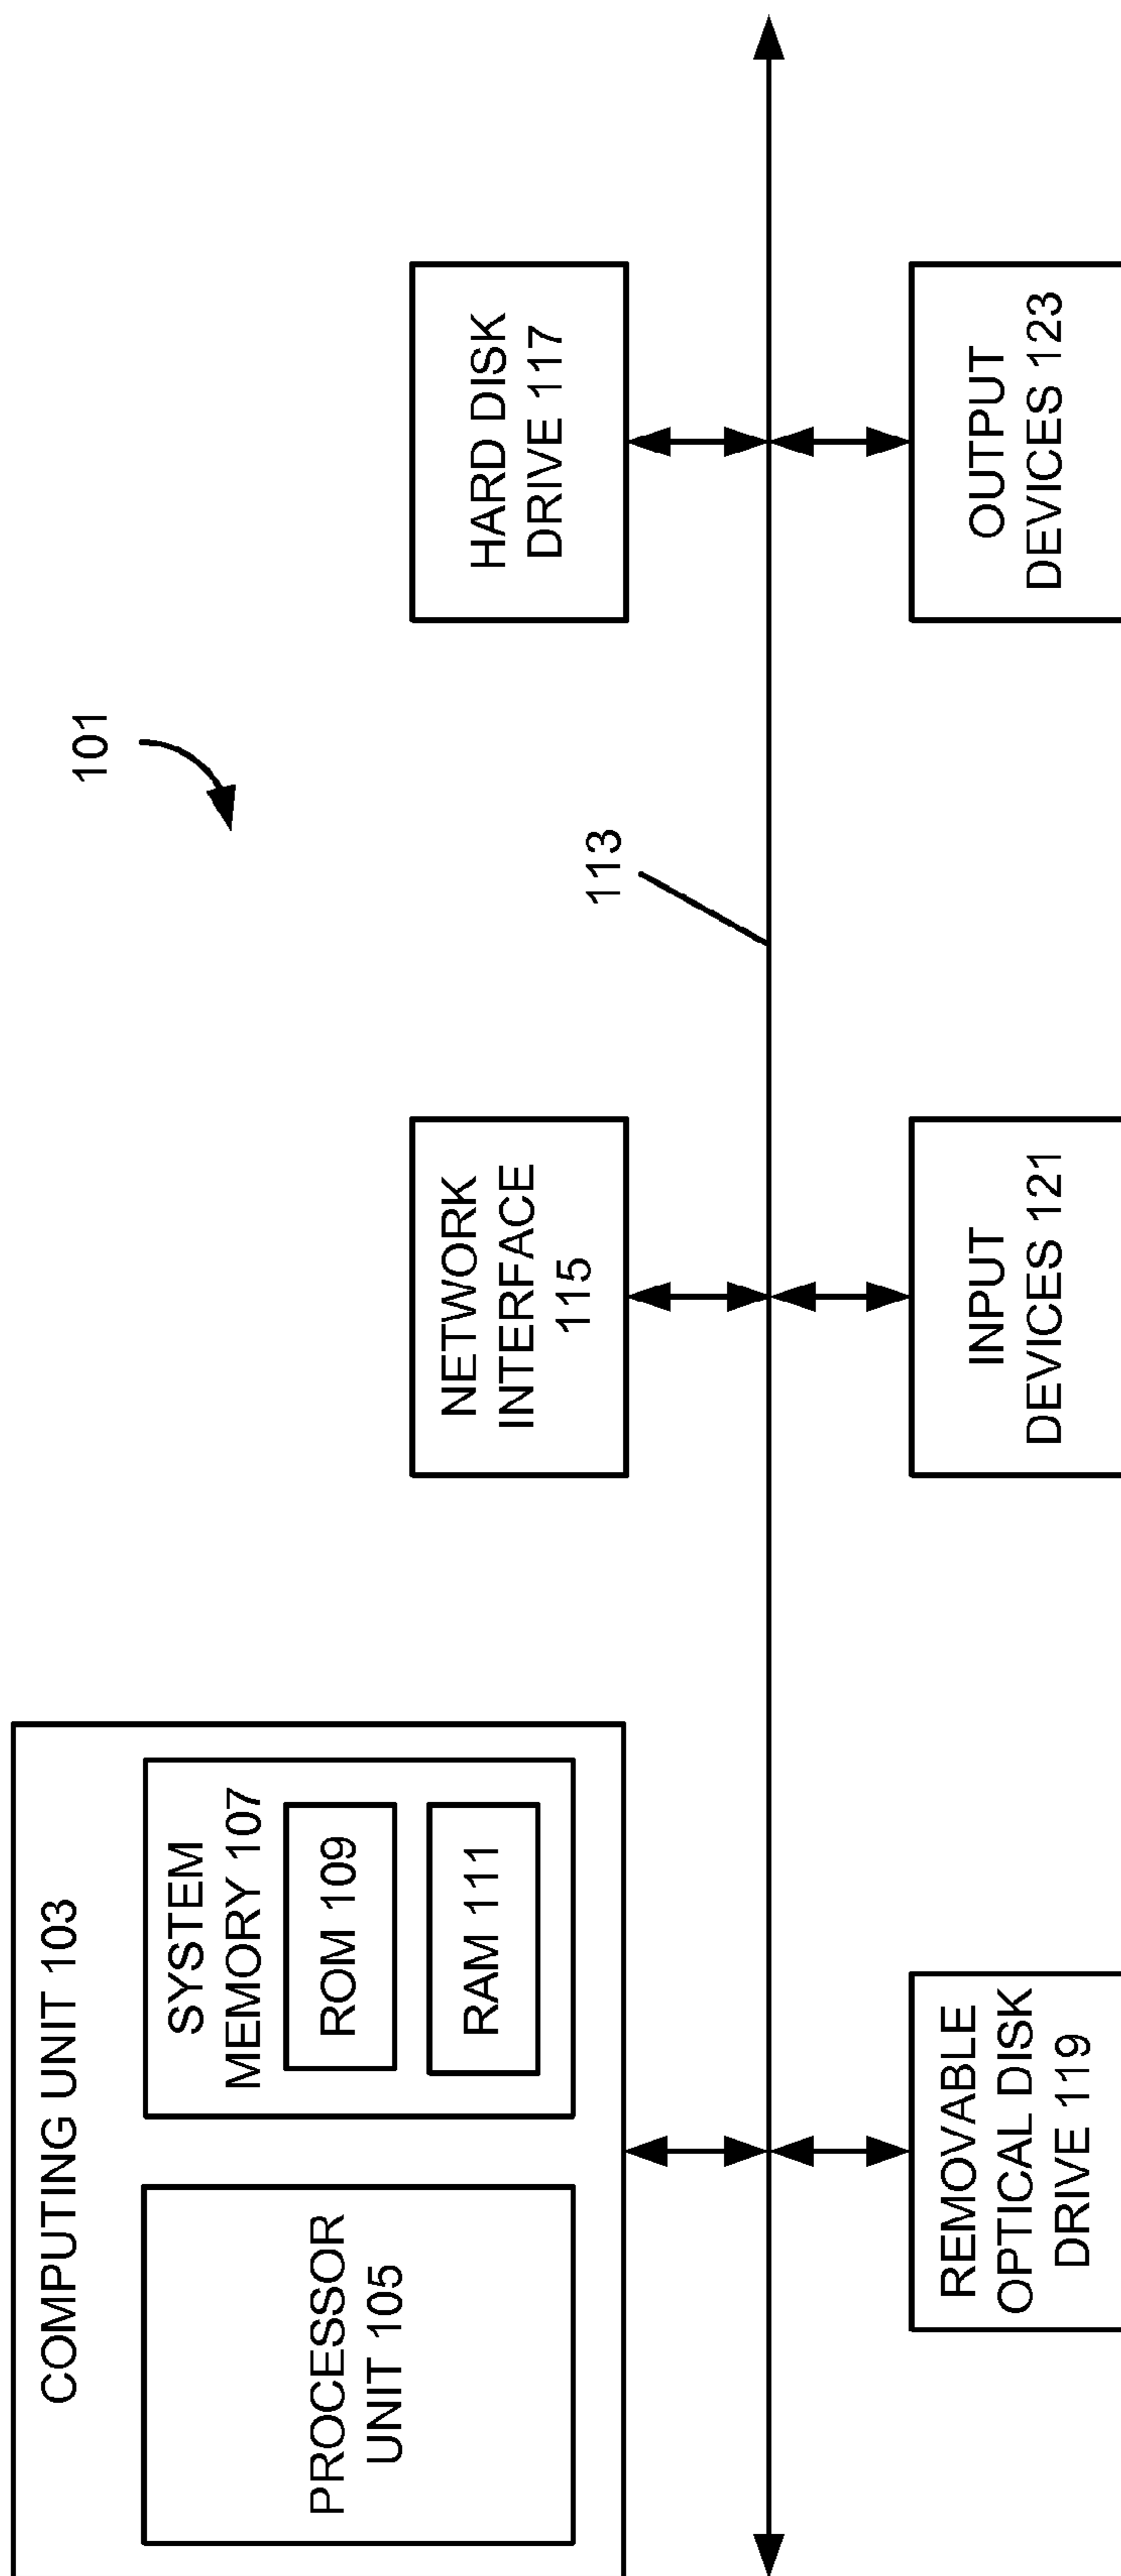 101
COMPUTING UNIT 103
PROCESSOR
UNIT 105
SYSTEM
MEMORY 107
ROM 109
RAM 111
NETWORK
INTERFACE
115
HARD DISK
DRIVE 117
113
REMOVABLE
OPTICAL DISK
DRIVE 119
INPUT
DEVICES 121
OUTPUT
DEVICES 123